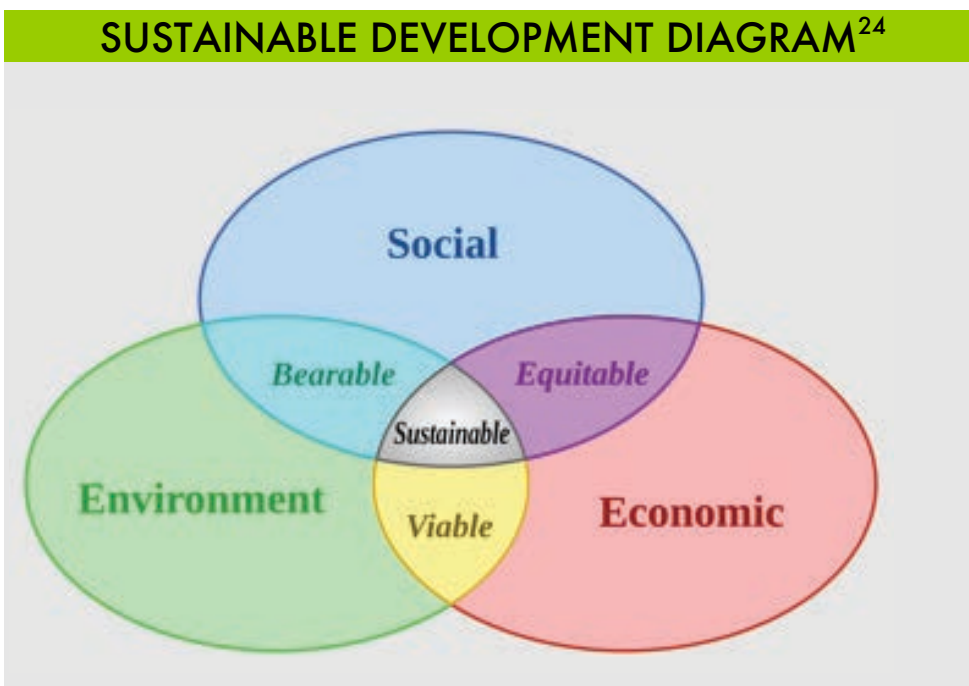 SUSTAINABLE DEVELOPMENT DIAGRAM24
Social
Bearable
Equitable
Sustainable
Environment
Viable
Economic